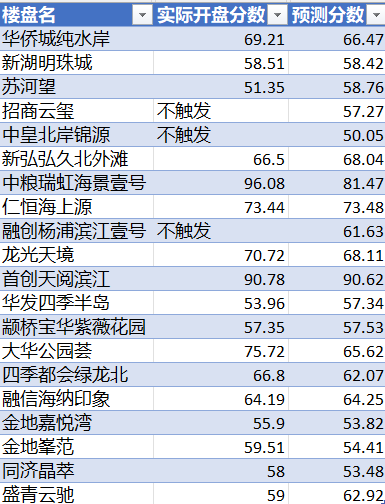 楼盘名 实际开盘分数 预测分数
华侨城纯水岸 69.21 66.47
新湖明珠城 58.51 58.42
苏河望 51.35 58.76
招商云玺 不触发 57.27
中皇北岸锦源 不触发 50.05
新弘弘久北外滩 66.5 68.04
中粮瑞虹海景壹号 96.08 81.47
仁恒海上源 73.44 73.48
融创杨浦滨江壹号 不触发 61.63
龙光天境 70.72 68.11
首创天阅滨江 90.78 90.62
华发四季半岛 53.96 57.34
颛桥宝华紫薇花园 57.35 57.53
大华公园荟 75.72 65.62
四季都会绿龙北 66.8 62.07
融信海纳印象 64.19 64.25
金地嘉悦湾 55.9 53.82
金地峯范 59.51 54.41
同济晶萃 58 53.48
盛青云驰 59 62.92